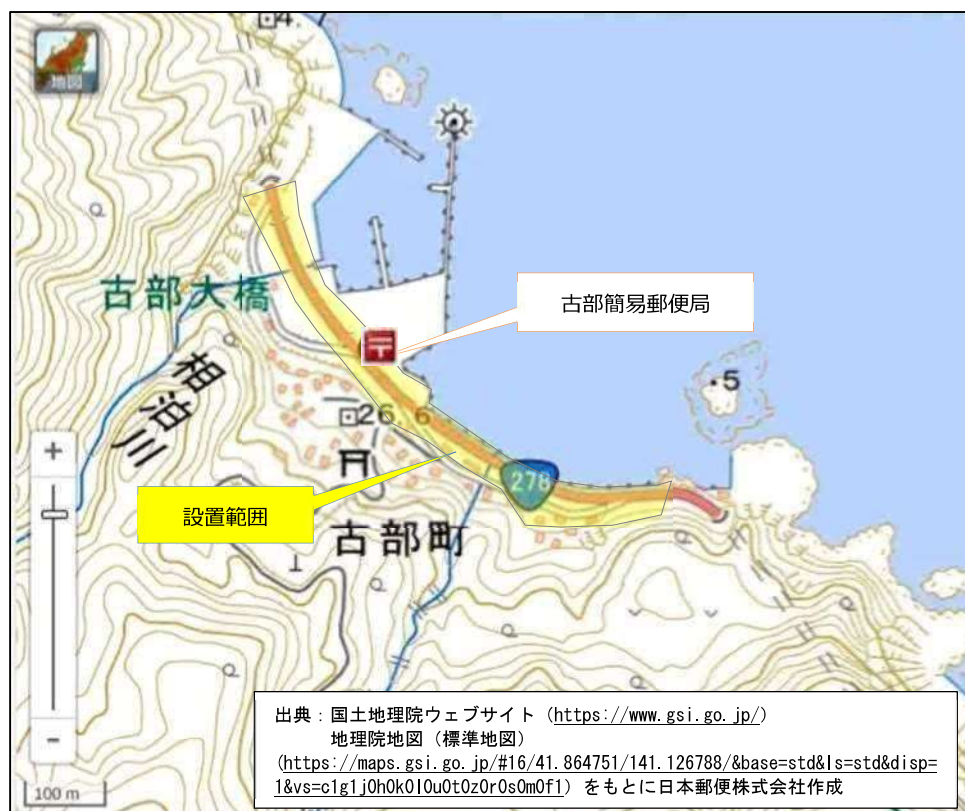 4.7
地図
古部大橋
古部簡易郵便局
相泊川
・5
26.6
278
設置範囲
古部町
+
-
100 m
出典：国土地理院ウェブサイト（https://www.gsi.go.jp/）
地理院地図（標準地図）
（https://maps.gsi.go.jp/#16/41.864751/141.126788/&base=std&ls=std&disp=
1&vs=c1g1j0h0k0l0u0t0z0r0s0m0f1）をもとに日本郵便株式会社作成